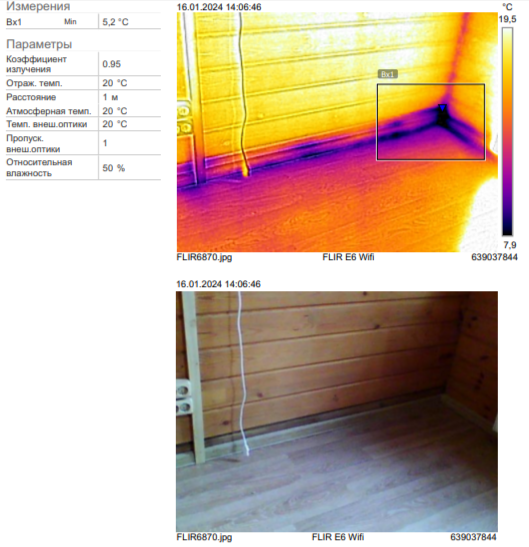 Измерения
Bx1 Min 5,2 °C
Параметры
Коэффициент
излучения 0.95
Отраж. темп. 20 °C
Расстояние 1 м
Атмосферная темп. 20 °C
Темп. внеш.оптики 20 °C
Пропуск.
внеш.оптики 1
Относительная
влажность 50 %
16.01.2024 14:06:46
°C
19,5
Bx1
7,9
FLIR6870.jpg FLIR E6 Wifi 639037844
16.01.2024 14:06:46
FLIR6870.jpg FLIR E6 Wifi 639037844